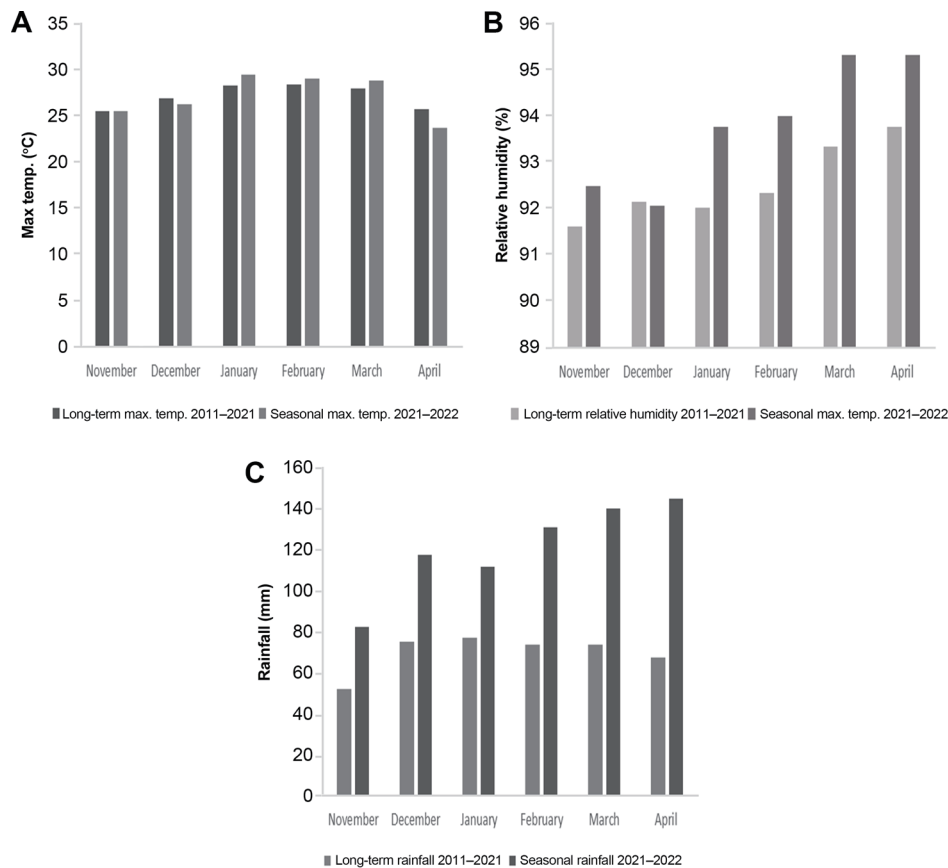 A
35
30
25
20
15
10
5
0
Max temp. (°C)
November December January February March April
Long-term max. temp. 2011–2021 Seasonal max. temp. 2021–2022
B
96
95
94
93
92
91
90
89
Relative humidity (%)
November December January February March April
Long-term relative humidity 2011–2021 Seasonal max. temp. 2021–2022
C
160
140
120
100
80
60
40
20
0
Rainfall (mm)
November December January February March April
Long-term rainfall 2011–2021 Seasonal rainfall 2021–2022